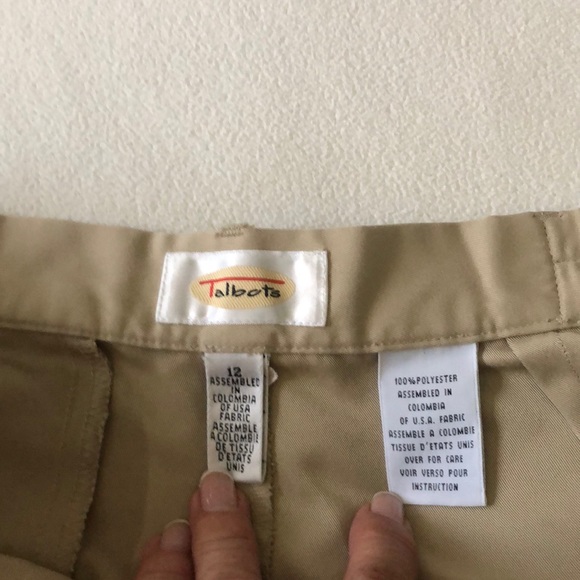 Talbots
12
ASSEMBLED
IN
COLOMBIA
OF USA
FABRIC
ASSEMBLE
A COLOMBIE
DE TISSU
D'ETATS
UNIS
100%POLYESTER
ASSEMBLED IN
COLOMBIA
OF U.S.A. FABRIC
ASSEMBLE A COLOMBIE
TISSUE D'ETATS UNIS
OVER FOR CARE
VOIR VERSO POUR
INSTRUCTION